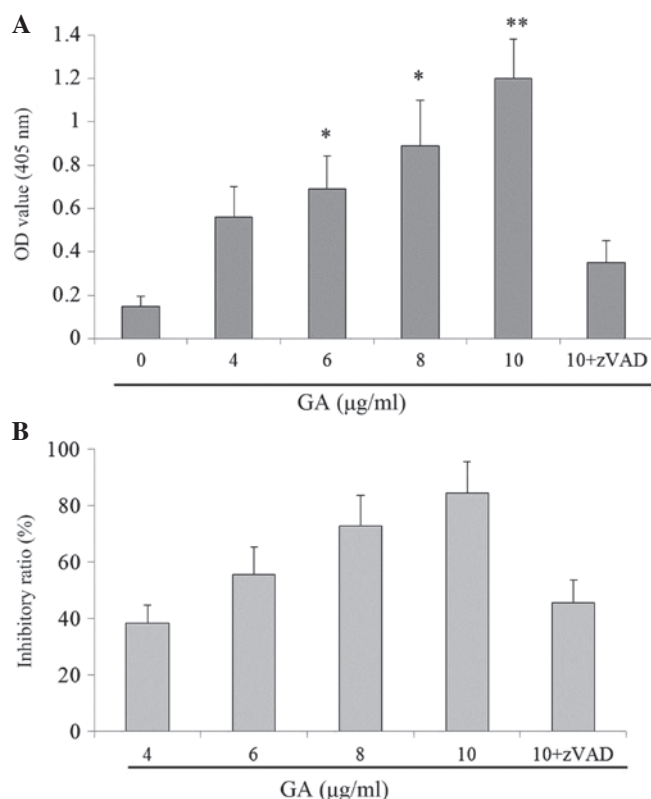 A
1.4
1.2
1
0.8
0.6
0.4
0.2
0
OD value (405 nm)
*
*
**
0 4 6 8 10 10+zVAD
GA (µg/ml)
B
100
80
60
40
20
0
Inhibitory ratio (%)
4 6 8 10 10+zVAD
GA (µg/ml)